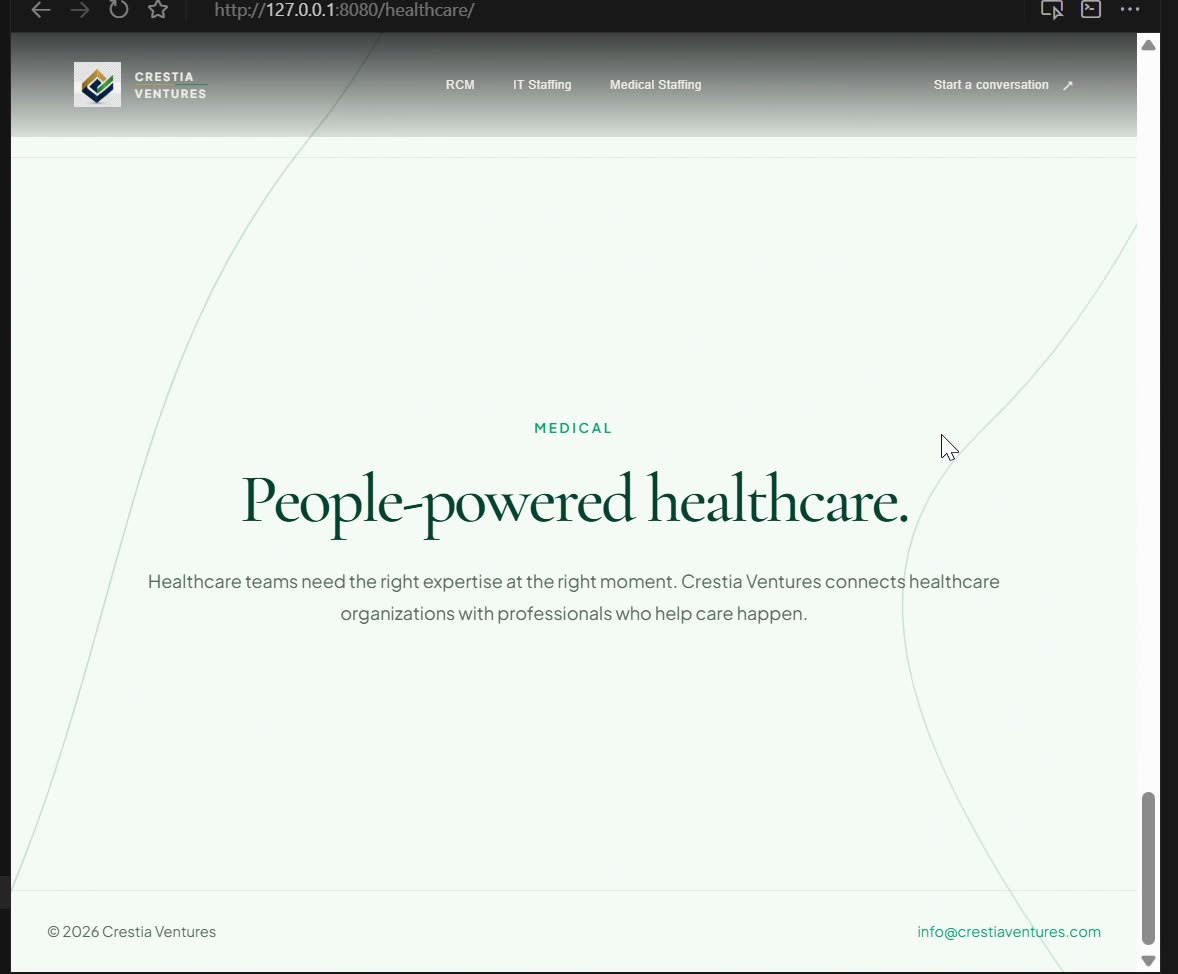 http://127.0.0.1:8080/healthcare/
CRESTIA
VENTURES
RCM
IT Staffing
Medical Staffing
Start a conversation ↗
MEDICAL
People-powered healthcare.
Healthcare teams need the right expertise at the right moment. Crestia Ventures connects healthcare
organizations with professionals who help care happen.
© 2026 Crestia Ventures
info@crestiaventures.com